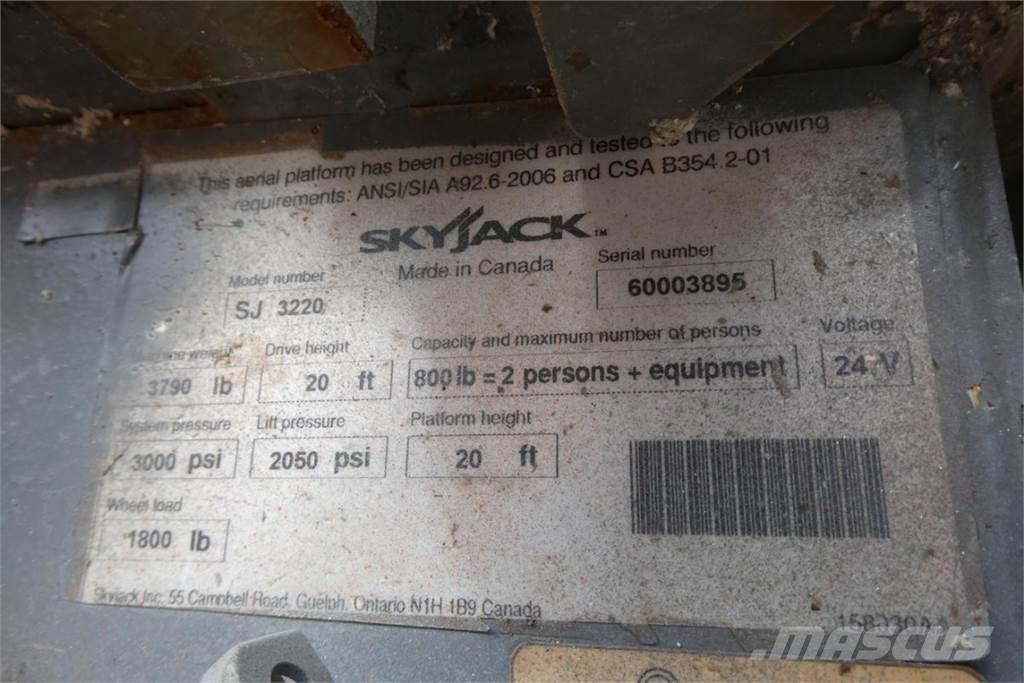 This aerial platform has been designed and tested to the following
requirements: ANSI/SIA A92.6-2006 and CSA B354.2-01
SKYJACK™
Made in Canada
Model number
SJ 3220
Serial number
60003895
weight
3790 lb
Drive height
20 ft
Capacity and maximum number of persons
800 lb = 2 persons + equipment
Voltage
24 V
System pressure
3000 psi
Lift pressure
2050 psi
Platform height
20 ft
Wheel load
1800 lb
Skyjack Inc. 55 Campbell Road, Guelph, Ontario N1H 1B9 Canada
MASCUS